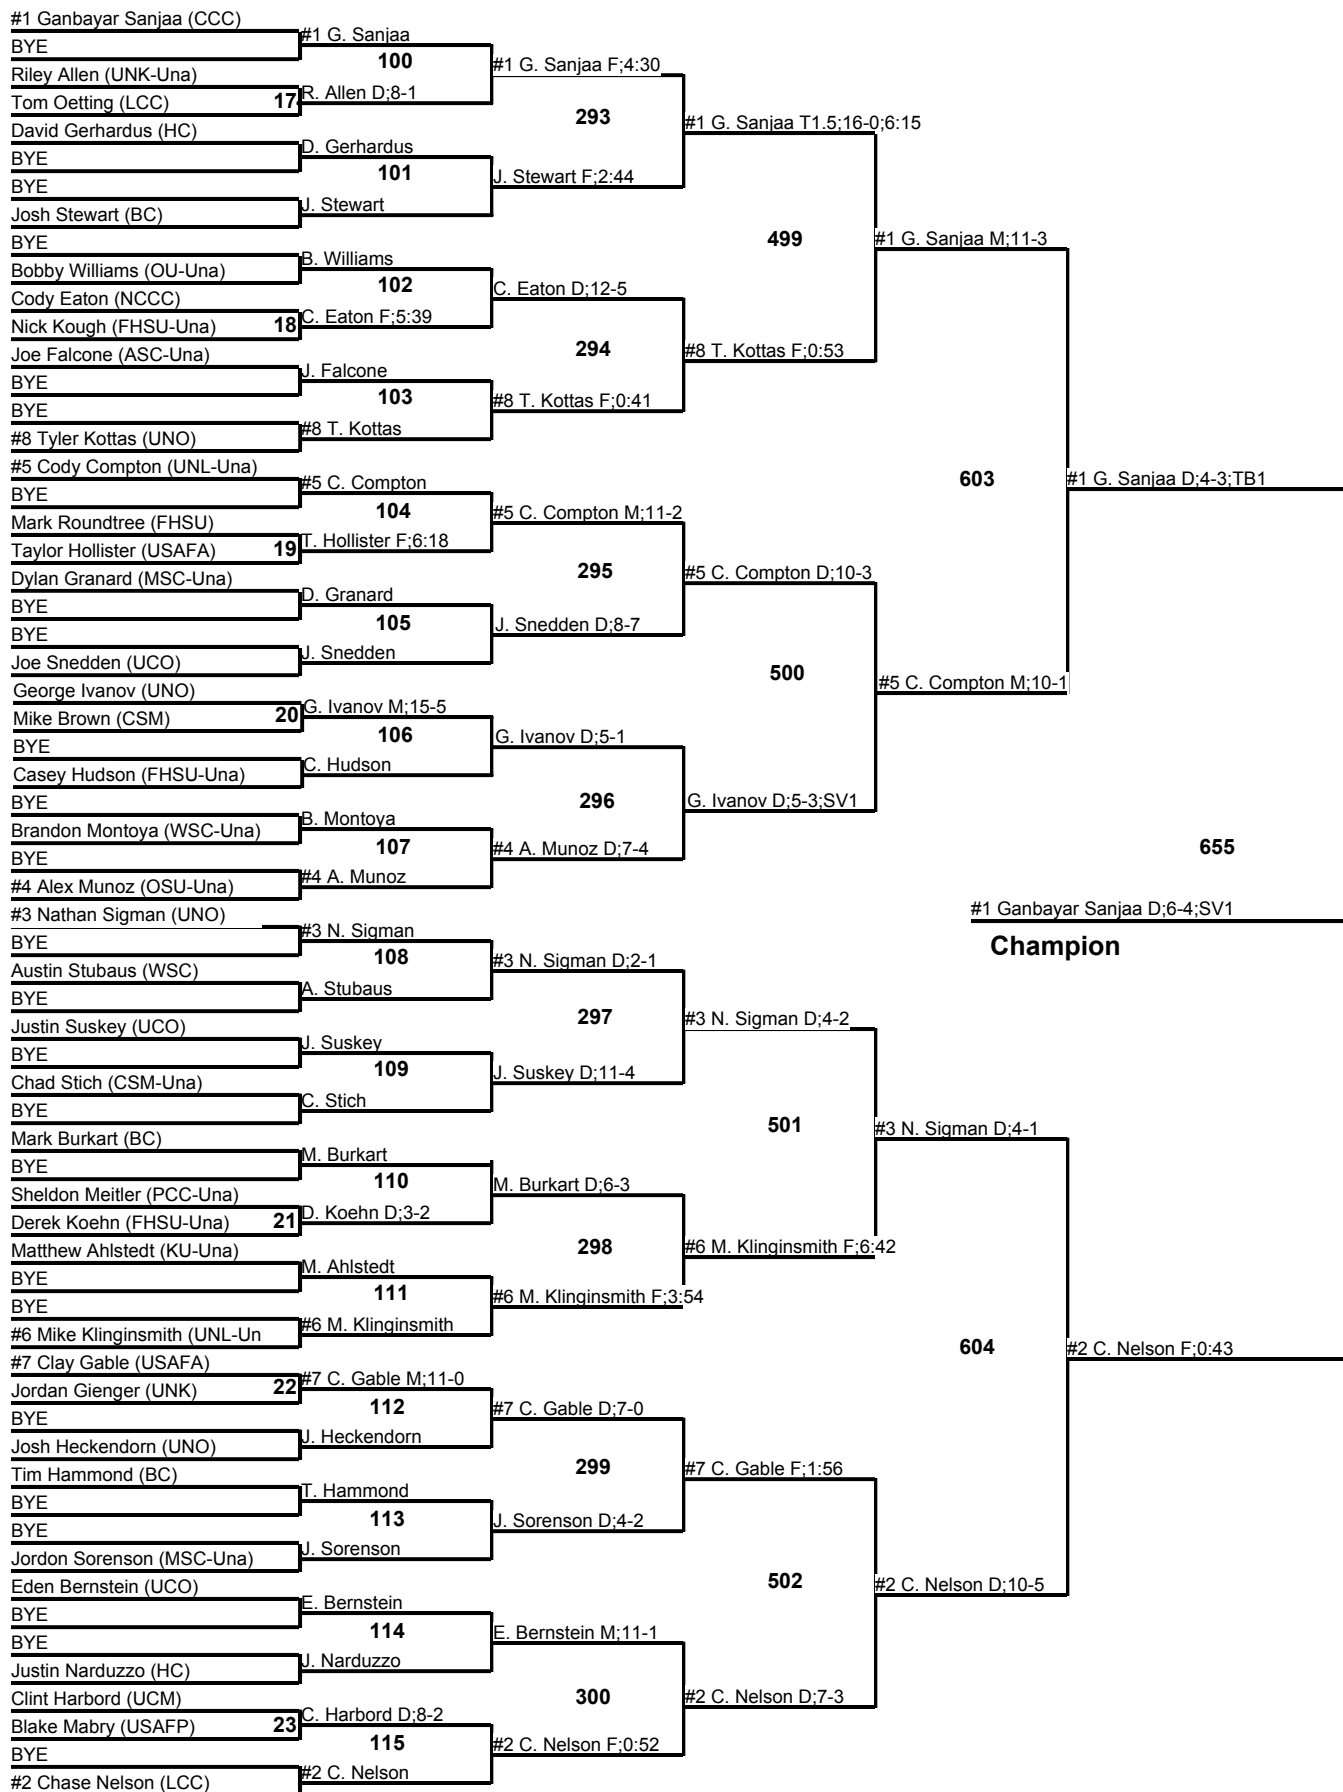 #1 Ganbayar Sanjaa (CCC)
BYE
Riley Allen (UNK-Una)
Tom Oetting (LCC) 17
David Gerhardus (HC)
BYE
BYE
Josh Stewart (BC)
BYE
Bobby Williams (OU-Una)
Cody Eaton (NCCC)
Nick Kough (FHSU-Una) 18
Joe Falcone (ASC-Una)
BYE
BYE
#8 Tyler Kottas (UNO)
#5 Cody Compton (UNL-Una)
BYE
Mark Roundtree (FHSU)
Taylor Hollister (USAFA) 19
Dylan Granard (MSC-Una)
BYE
BYE
Joe Snedden (UCO)
George Ivanov (UNO)
Mike Brown (CSM) 20
BYE
Casey Hudson (FHSU-Una)
BYE
Brandon Montoya (WSC-Una)
BYE
#4 Alex Munoz (OSU-Una)
#3 Nathan Sigman (UNO)
BYE
Austin Stubaus (WSC)
BYE
Justin Suskey (UCO)
BYE
Chad Stich (CSM-Una)
BYE
Mark Burkart (BC)
BYE
Sheldon Meitler (PCC-Una)
Derek Koehn (FHSU-Una) 21
Matthew Ahlstedt (KU-Una)
BYE
BYE
#6 Mike Klinginsmith (UNL-Un
#7 Clay Gable (USAFA)
Jordan Gienger (UNK) 22
BYE
Josh Heckendorn (UNO)
Tim Hammond (BC)
BYE
BYE
Jordon Sorenson (MSC-Una)
Eden Bernstein (UCO)
BYE
BYE
Justin Narduzzo (HC)
Clint Harbord (UCM)
Blake Mabry (USAFP) 23
BYE
#2 Chase Nelson (LCC)
#1 G. Sanjaa
100
R. Allen D;8-1
D. Gerhardus
101
J. Stewart
B. Williams
102
C. Eaton F;5:39
J. Falcone
103
#8 T. Kottas
#5 C. Compton
104
T. Hollister F;6:18
D. Granard
105
J. Snedden
G. Ivanov M;15-5
106
C. Hudson
B. Montoya
107
#4 A. Munoz
#3 N. Sigman
108
A. Stubaus
J. Suskey
109
C. Stich
M. Burkart
110
D. Koehn D;3-2
M. Ahlstedt
111
#6 M. Klinginsmith
#7 C. Gable M;11-0
112
J. Heckendorn
T. Hammond
113
J. Sorenson
E. Bernstein
114
J. Narduzzo
C. Harbord D;8-2
115
#2 C. Nelson
#1 G. Sanjaa F;4:30
293
J. Stewart F;2:44
C. Eaton D;12-5
294
#8 T. Kottas F;0:41
#5 C. Compton M;11-2
295
J. Snedden D;8-7
G. Ivanov D;5-1
296
#4 A. Munoz D;7-4
#3 N. Sigman D;2-1
297
J. Suskey D;11-4
M. Burkart D;6-3
298
#6 M. Klinginsmith F;3:54
#7 C. Gable D;7-0
299
J. Sorenson D;4-2
E. Bernstein M;11-1
300
#2 C. Nelson F;0:52
#1 G. Sanjaa T1.5;16-0;6:15
499
#8 T. Kottas F;0:53
#5 C. Compton D;10-3
500
G. Ivanov D;5-3;SV1
#3 N. Sigman D;4-2
501
#6 M. Klinginsmith F;6:42
#7 C. Gable F;1:56
502
#2 C. Nelson D;7-3
#1 G. Sanjaa M;11-3
603
#5 C. Compton M;10-1
#3 N. Sigman D;4-1
604
#2 C. Nelson D;10-5
#1 G. Sanjaa D;4-3;TB1
655
#2 C. Nelson F;0:43
#1 Ganbayar Sanjaa D;6-4;SV1
Champion